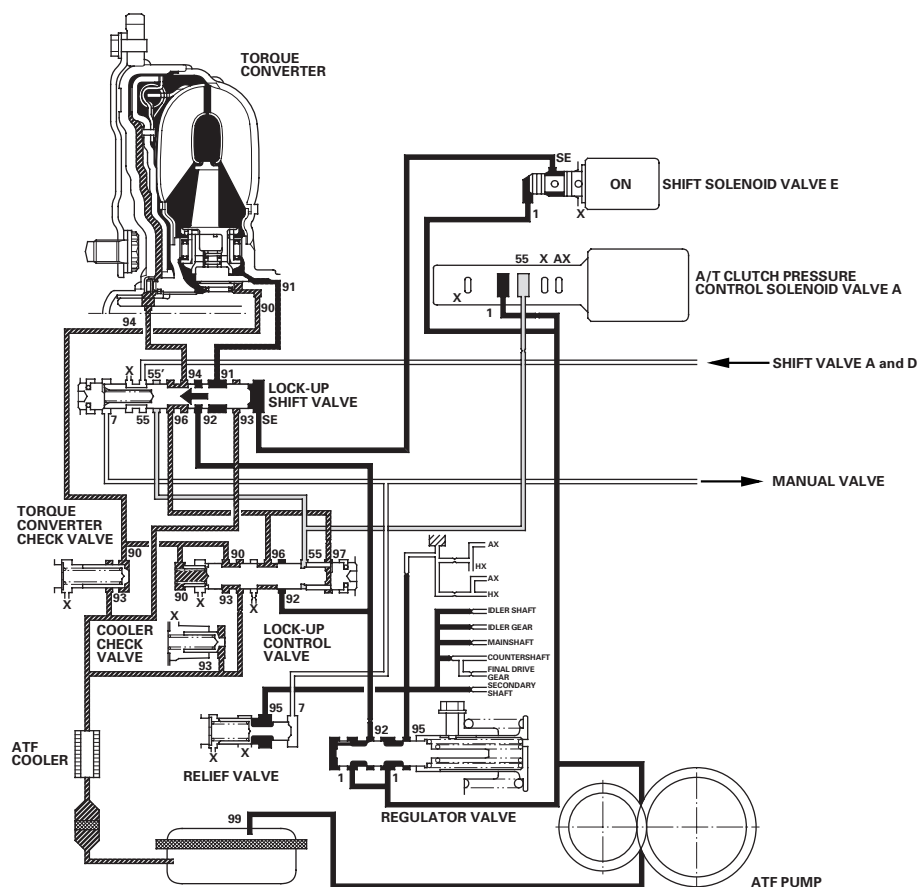 TORQUE
CONVERTER
SE
ON
SHIFT SOLENOID VALVE E
1
X
55 X AX
A/T CLUTCH PRESSURE
CONTROL SOLENOID VALVE A
X
1
91
90
94
SHIFT VALVE A and D
X
55’
94
91
LOCK-UP
SHIFT VALVE
7
55
96
92
93
SE
MANUAL VALVE
TORQUE
CONVERTER
CHECK VALVE
90
90
96
55
97
93
X
90
X
93
X
92
AX
HX
AX
HX
COOLER
CHECK
VALVE
X
93
LOCK-UP
CONTROL
VALVE
IDLER SHAFT
IDLER GEAR
MAINSHAFT
COUNTERSHAFT
FINAL DRIVE
GEAR
SECONDARY
SHAFT
95
7
92
95
ATF
COOLER
X
X
RELIEF VALVE
1
1
REGULATOR VALVE
99
ATF PUMP